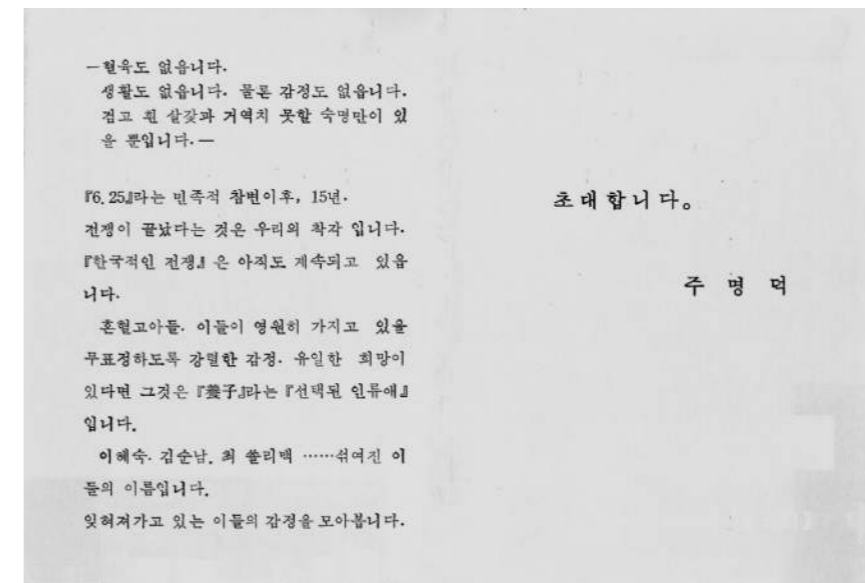 —혈육도 없읍니다.
생활도 없읍니다. 물론 감정도 없읍니다.
검고 흰 살갗과 거역치 못할 숙명만이 있
을 뿐입니다.—
『6.25』라는 민족적 참변이후, 15년.
전쟁이 끝났다는 것은 우리의 착각 입니다.
『한국적인 전쟁』은 아직도 계속되고 있읍
니다.
혼혈고아들. 이들이 영원히 가지고 있을
무표정하도록 강렬한 감정. 유일한 희망이
있다면 그것은 『養子』라는 『선택된 인류애』
입니다.
이혜숙. 김순남. 최 쏠리맥 ……섞여진 이
들의 이름입니다.
잊혀져가고 있는 이들의 감정을 모아봅니다.
초대합니다。
주 명 덕